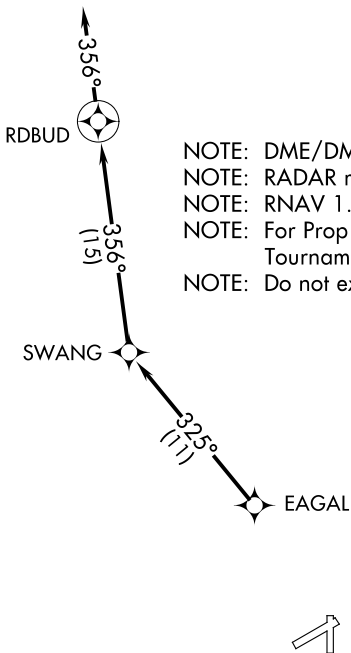 356°
RDBUD
NOTE: DME/DM
NOTE: RADAR
NOTE: RNAV 1.
NOTE: For Prop
Tournam
NOTE: Do not ex
356°
(15)
SWANG
325°
(11)
EAGAL